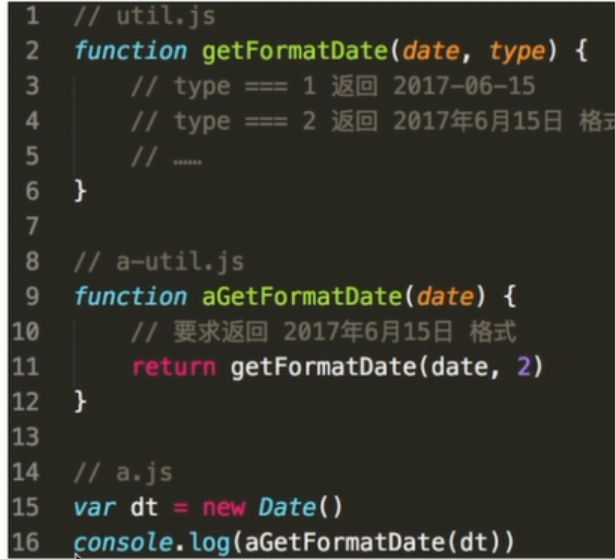 1 // util.js
2 function getFormatDate(date, type) {
3 // type === 1 返回 2017-06-15
4 // type === 2 返回 2017年6月15日 格
5 // ……
6 }
7
8 // a-util.js
9 function aGetFormatDate(date) {
10 // 要求返回 2017年6月15日 格式
11 return getFormatDate(date, 2)
12 }
13
14 // a.js
15 var dt = new Date()
16 console.log(aGetFormatDate(dt))